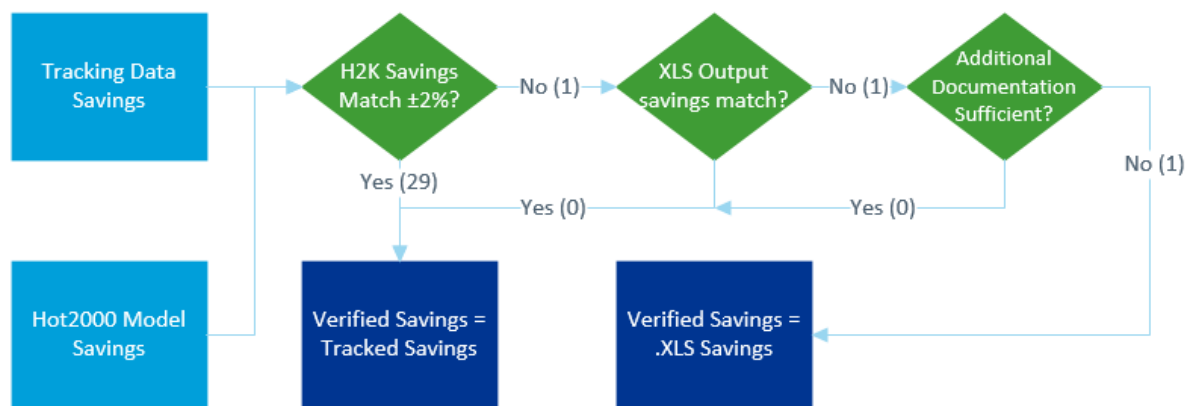 Tracking Data
Savings
H2K Savings
Match ±2%?
No (1)
XLS Output
savings match?
No (1)
Additional
Documentation
Sufficient?
No (1)
Yes (29)
Yes (0)
Yes (0)
Hot2000 Model
Savings
Verified Savings =
Tracked Savings
Verified Savings =
.XLS Savings